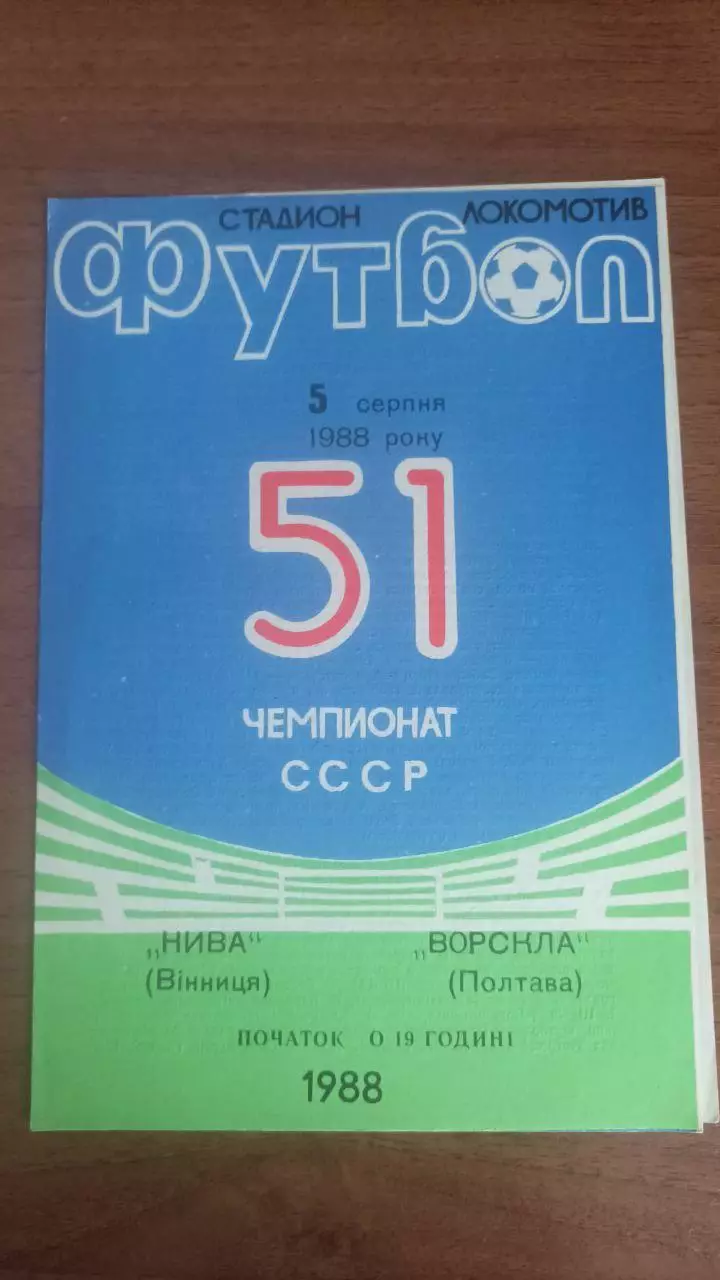 СТАДИОН ЛОКОМОТИВ
ФУТБОЛ
5 серпня
1988 року
51
ЧЕМПИОНАТ
СССР
„НИВА“ „ВОРСКЛА“
(Вінниця) (Полтава)
ПОЧАТОК О 19 ГОДИНІ
1988